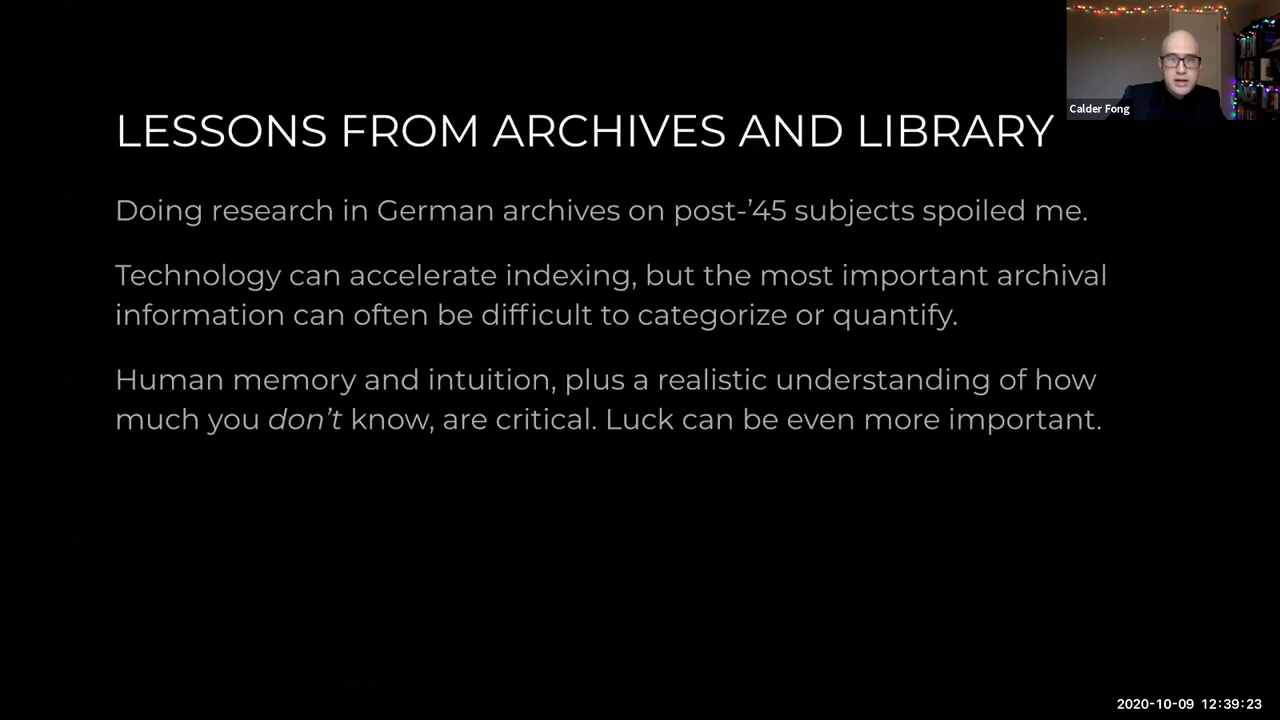 Calder Fong
LESSONS FROM ARCHIVES AND LIBRARY
Doing research in German archives on post-’45 subjects spoiled me.
Technology can accelerate indexing, but the most important archival
information can often be difficult to categorize or quantify.
Human memory and intuition, plus a realistic understanding of how
much you don’t know, are critical. Luck can be even more important.
2020-10-09 12:39:23